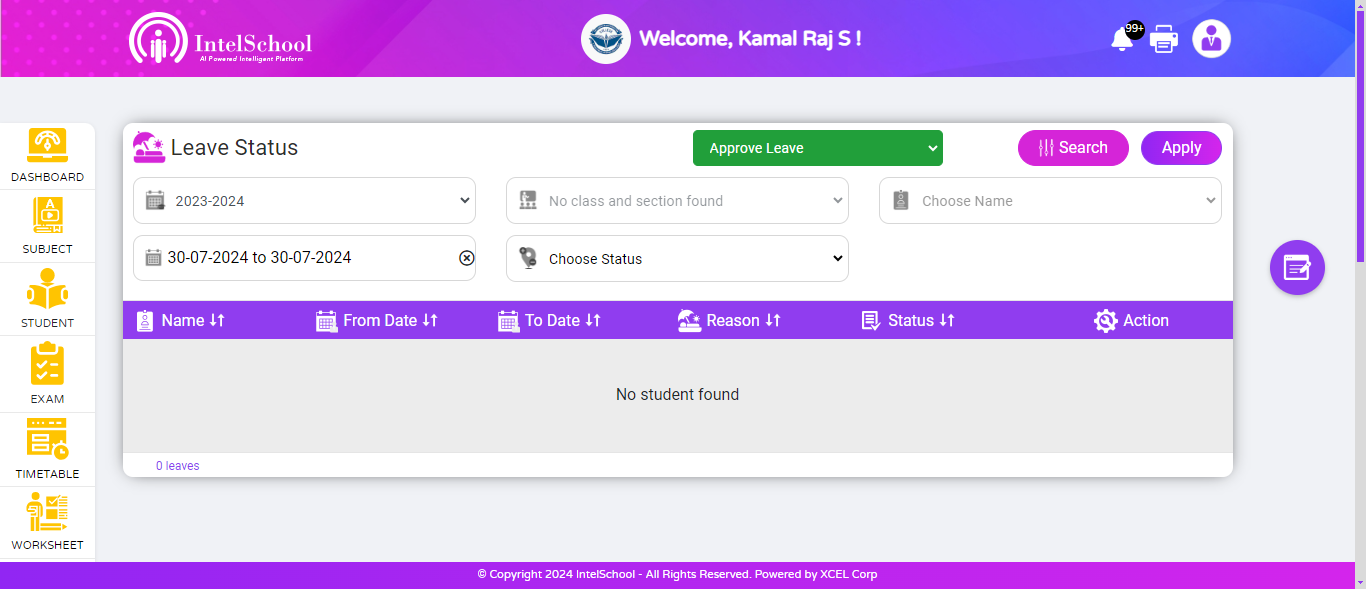 IntelSchool
AI Powered Intelligent Platform
Welcome, Kamal Raj S !
99+
DASHBOARD
SUBJECT
STUDENT
EXAM
TIMETABLE
WORKSHEET
Leave Status
Approve Leave
Search
Apply
2023-2024
No class and section found
Choose Name
30-07-2024 to 30-07-2024
Choose Status
Name From Date To Date Reason Status Action
No student found
0 leaves
© Copyright 2024 IntelSchool - All Rights Reserved. Powered by XCEL Corp